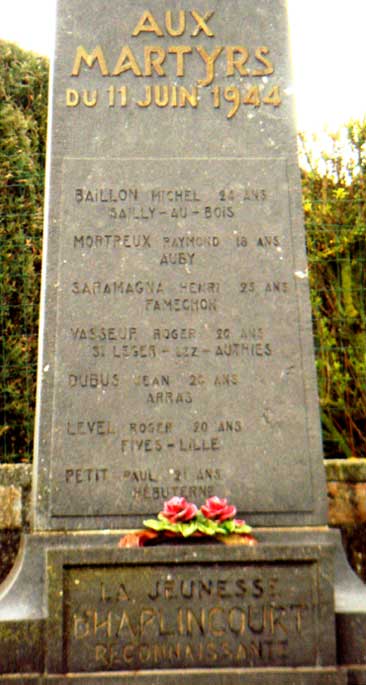 AUX
MARTYRS
DU 11 JUIN 1944
BAILLON MICHEL 24 ANS
SAILLY-AU-BOIS
MORTREUX RAYMOND 18 ANS
AUBY
SARAMAGNA HENRI 23 ANS
FAMECHON
VASSEUR ROGER 20 ANS
ST LEGER-LEZ-AUTHIES
DUBUS JEAN 20 ANS
ARRAS
LEVEL ROGER 20 ANS
FIVES-LILLE
PETIT PAUL 21 ANS
HEBUTERNE
LA JEUNESSE
D'HAPLINCOURT
RECONNAISSANTE